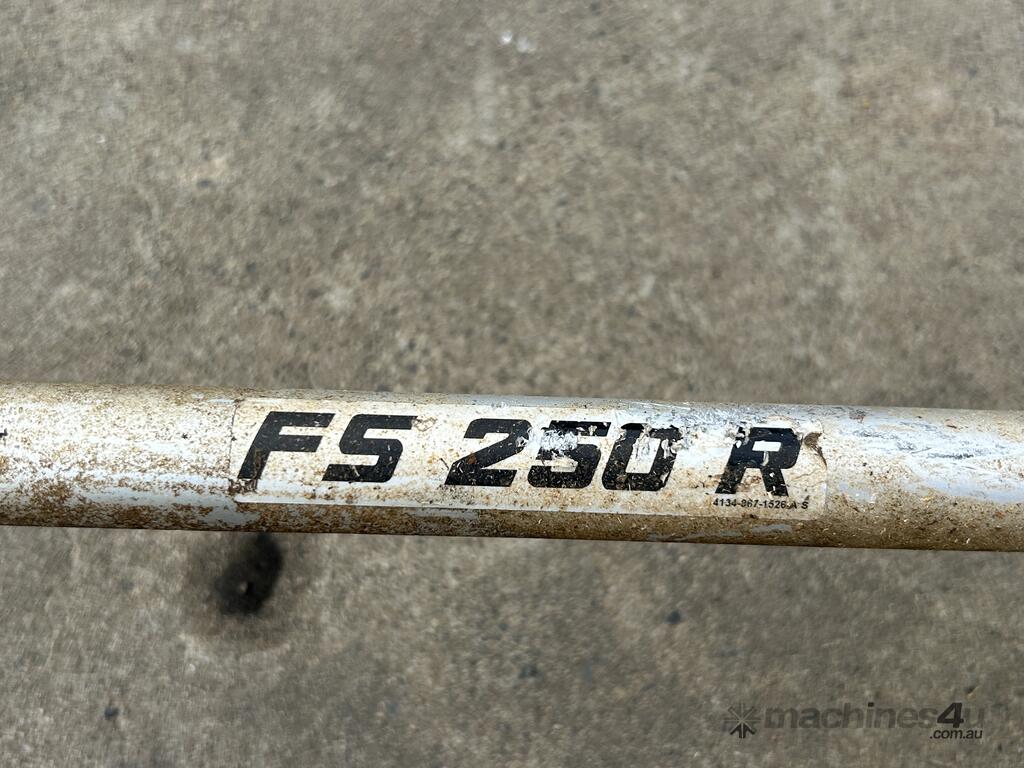 FS 250 R
4134-967-1526 A S
machines4u
.com.au